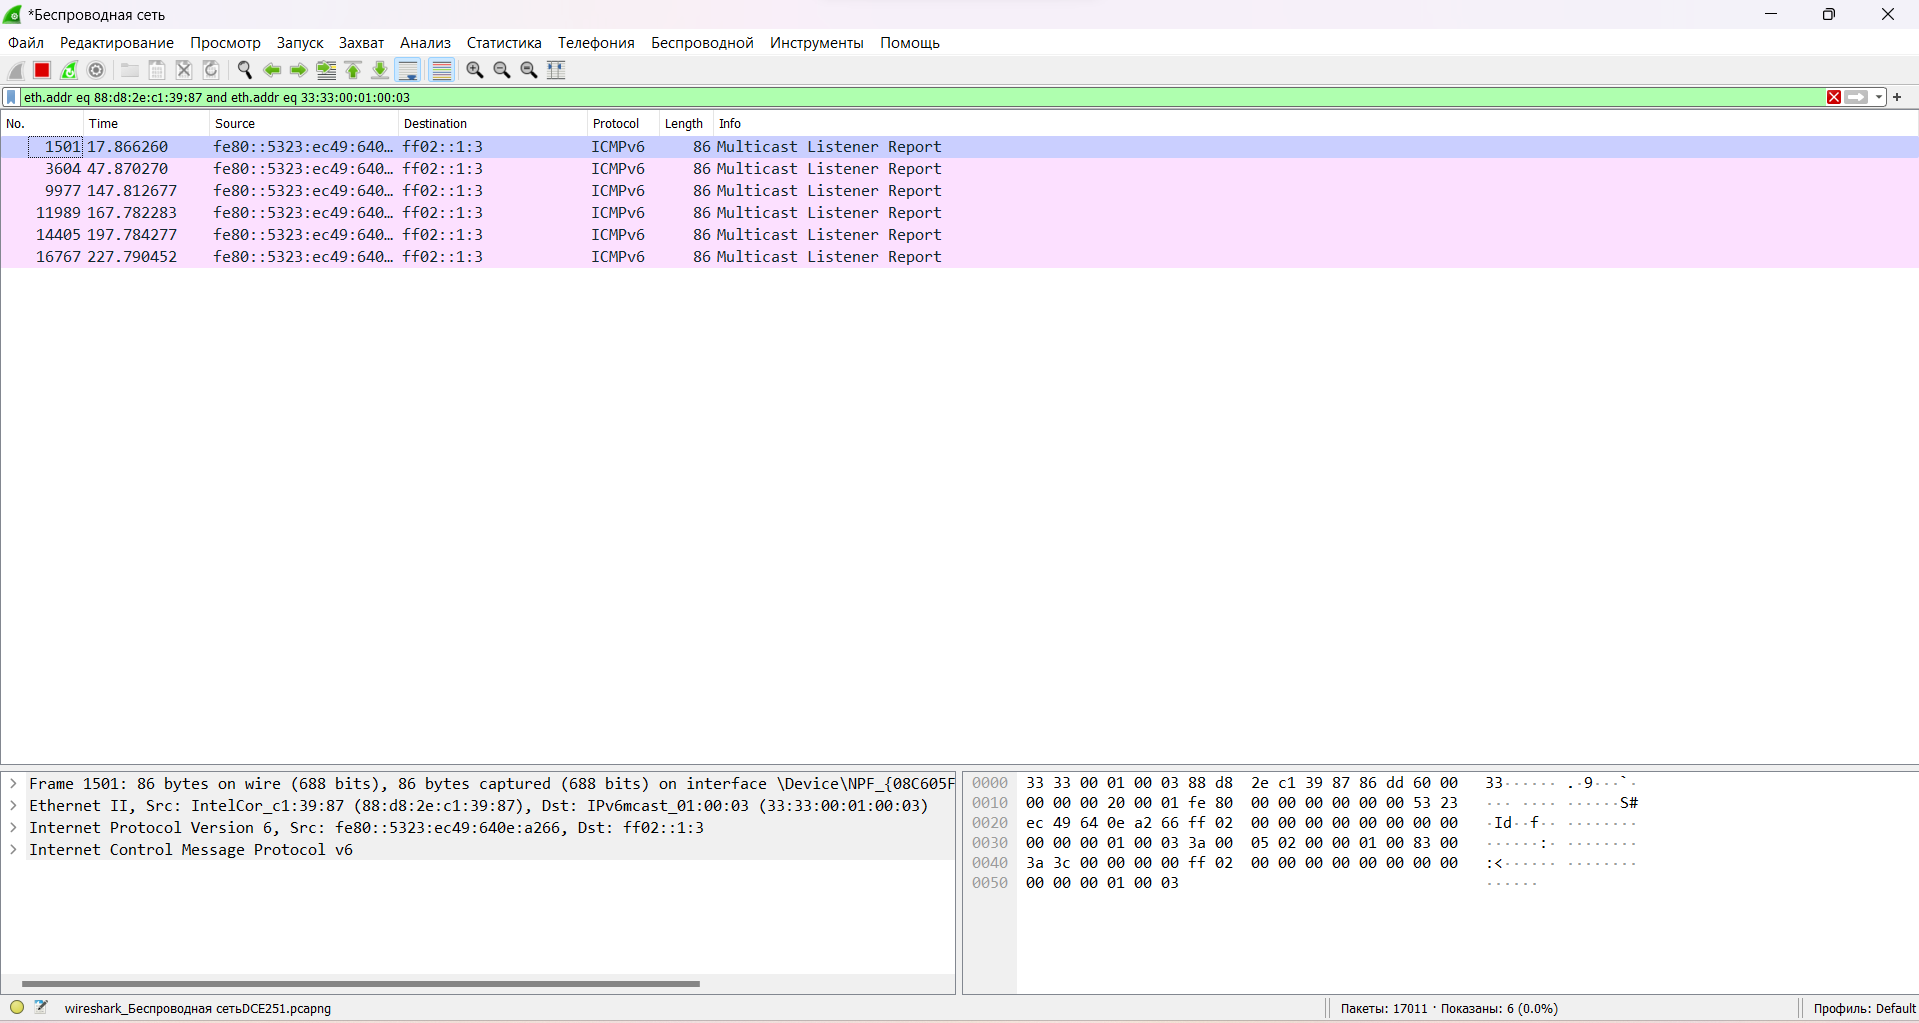 *Беспроводная сеть
Файл Редактирование Просмотр Запуск Захват Анализ Статистика Телефония Беспроводной Инструменты Помощь
eth.addr eq 88:d8:2e:c1:39:87 and eth.addr eq 33:33:00:01:00:03
No. Time Source Destination Protocol Length Info
1501 17.866260 fe80::5323:ec49:640… ff02::1:3 ICMPv6 86 Multicast Listener Report
3604 47.870270 fe80::5323:ec49:640… ff02::1:3 ICMPv6 86 Multicast Listener Report
9977 147.812677 fe80::5323:ec49:640… ff02::1:3 ICMPv6 86 Multicast Listener Report
11989 167.782283 fe80::5323:ec49:640… ff02::1:3 ICMPv6 86 Multicast Listener Report
14405 197.784277 fe80::5323:ec49:640… ff02::1:3 ICMPv6 86 Multicast Listener Report
16767 227.790452 fe80::5323:ec49:640… ff02::1:3 ICMPv6 86 Multicast Listener Report
Frame 1501: 86 bytes on wire (688 bits), 86 bytes captured (688 bits) on interface \Device\NPF_{08C605F
Ethernet II, Src: IntelCor_c1:39:87 (88:d8:2e:c1:39:87), Dst: IPv6mcast_01:00:03 (33:33:00:01:00:03)
Internet Protocol Version 6, Src: fe80::5323:ec49:640e:a266, Dst: ff02::1:3
Internet Control Message Protocol v6
0000 33 33 00 01 00 03 88 d8 2e c1 39 87 86 dd 60 00 33······ .·9···`·
0010 00 00 00 20 00 01 fe 80 00 00 00 00 00 00 53 23 ··· ···· ······S#
0020 ec 49 64 0e a2 66 ff 02 00 00 00 00 00 00 00 00 ·Id··f·· ········
0030 00 00 00 01 00 03 3a 00 05 02 00 00 01 00 83 00 ······:· ········
0040 3a 3c 00 00 00 00 ff 02 00 00 00 00 00 00 00 00 :<······ ········
0050 00 00 00 01 00 03 ······
wireshark_Беспроводная сетьDCE251.pcapng Пакеты: 17011 · Показаны: 6 (0.0%) Профиль: Default